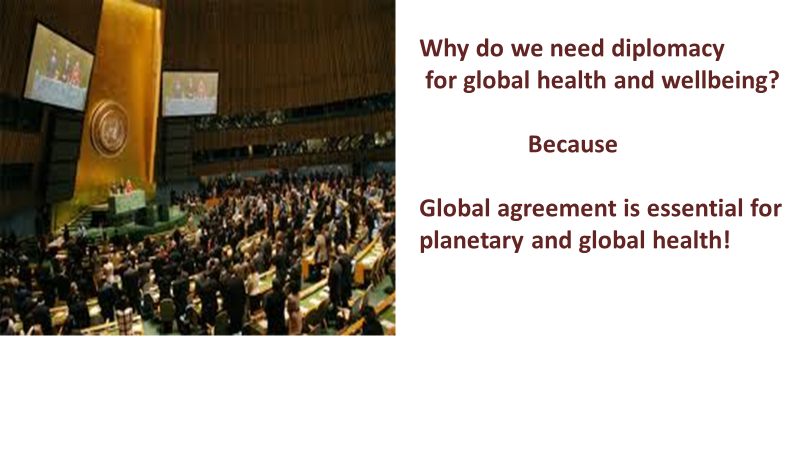 Why do we need diplomacy
for global health and wellbeing?
Because
Global agreement is essential for
planetary and global health!